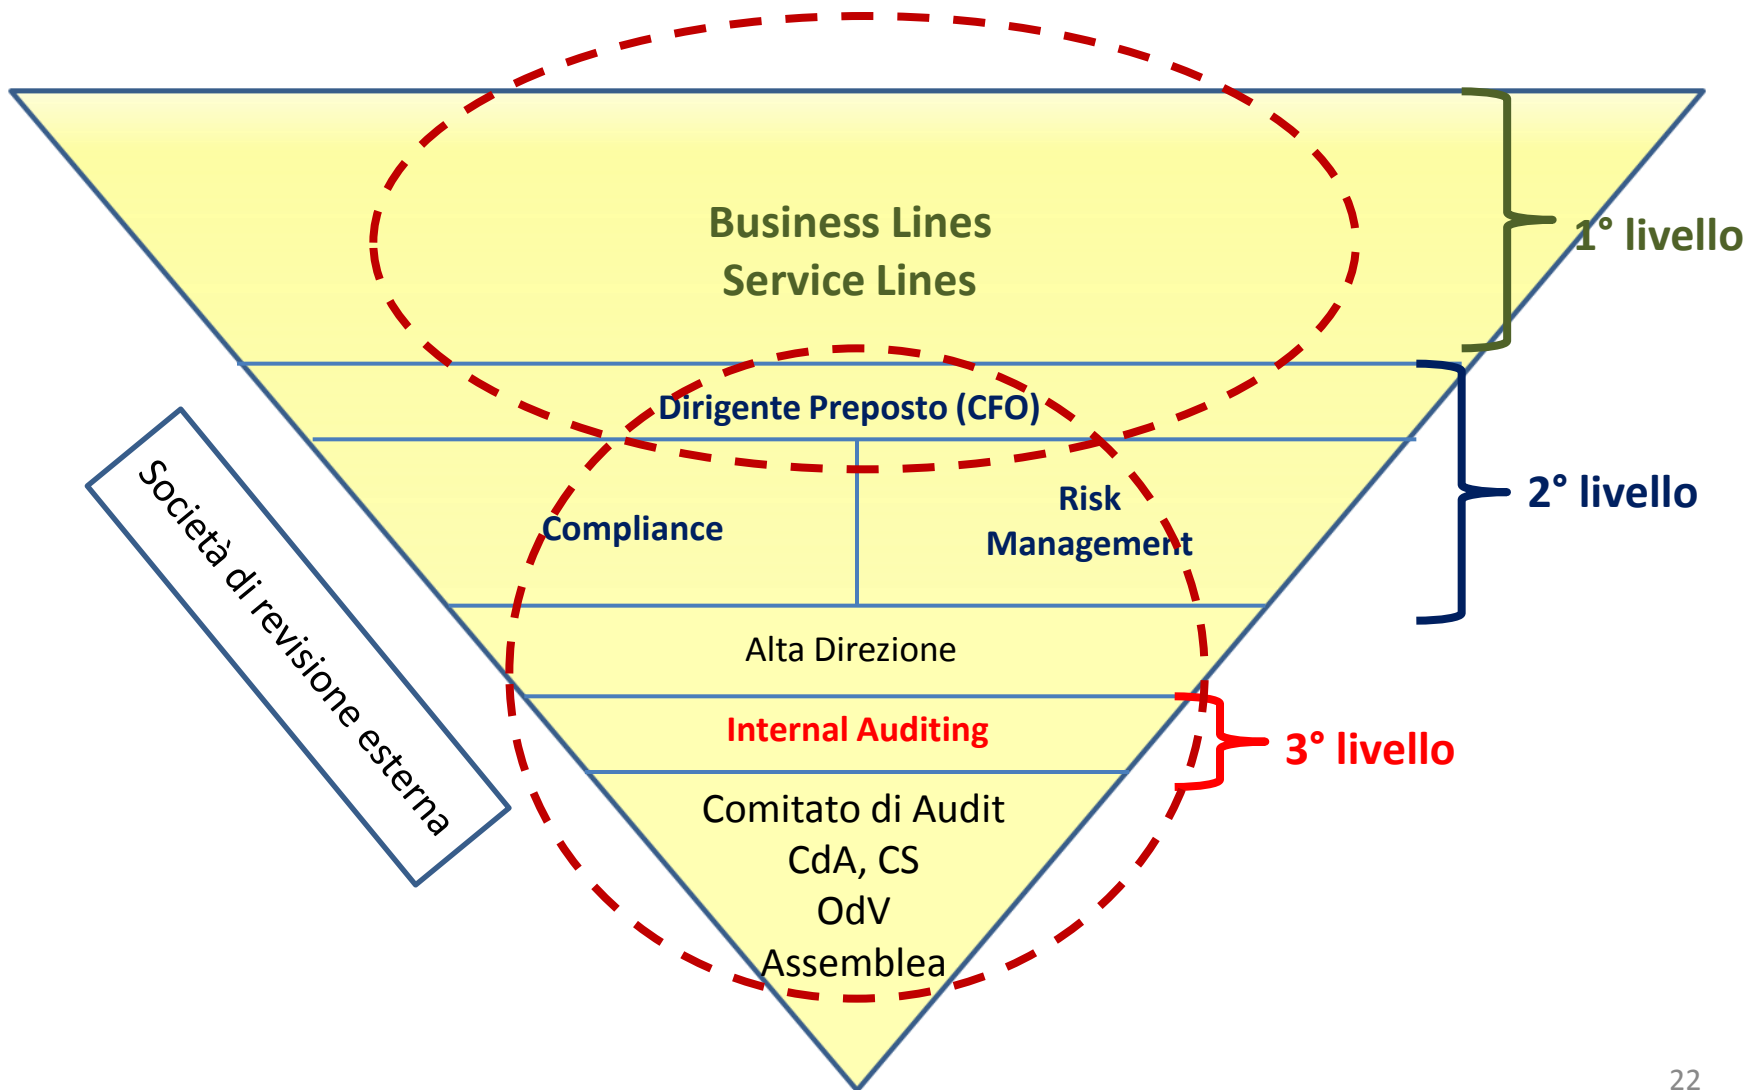 Business Lines
Service Lines
1° livello
Dirigente Preposto (CFO)
Compliance
Risk
Management
2° livello
Società di revisione esterna
Alta Direzione
Internal Auditing
3° livello
Comitato di Audit
CdA, CS
OdV
Assemblea
22